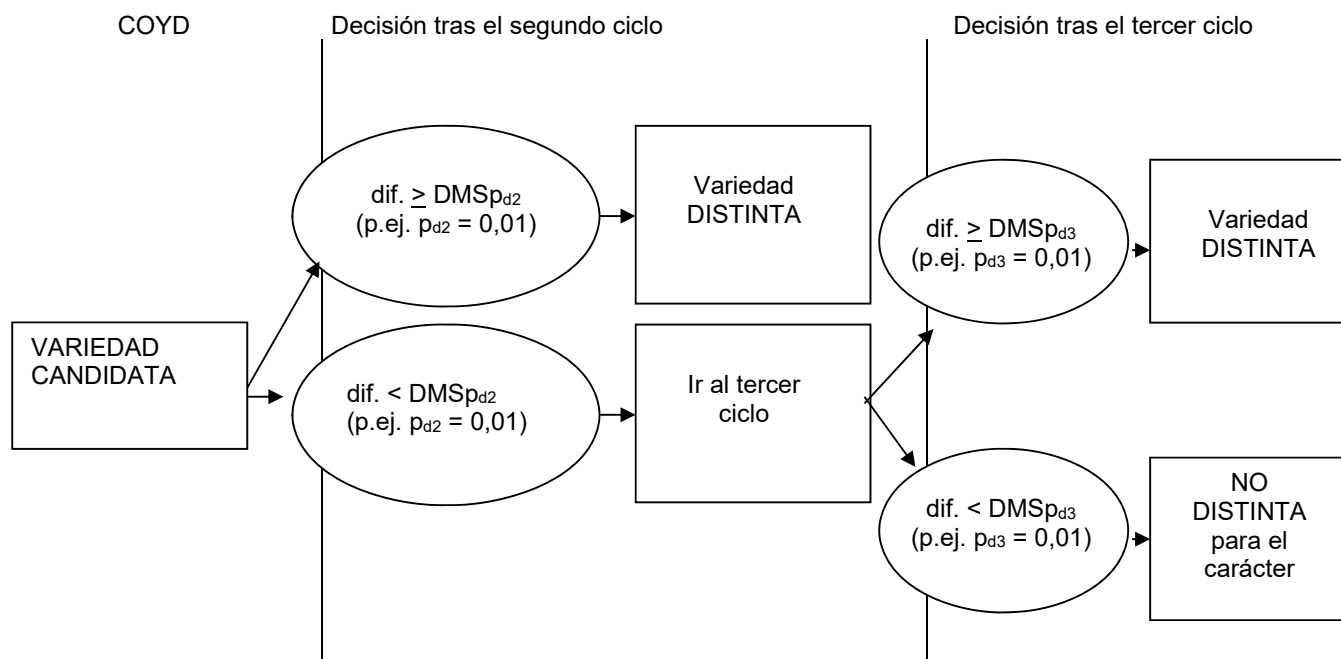 COYD
Decisión tras el segundo ciclo
Decisión tras el tercer ciclo
dif. ≥ DMSpd2
(p.ej. pd2 = 0,01)
Variedad
DISTINTA
dif. ≥ DMSpd3
(p.ej. pd3 = 0,01)
Variedad
DISTINTA
VARIEDAD
CANDIDATA
dif. < DMSpd2
(p.ej. pd2 = 0,01)
Ir al tercer
ciclo
dif. < DMSpd3
(p.ej. pd3 = 0,01)
NO
DISTINTA
para el
carácter